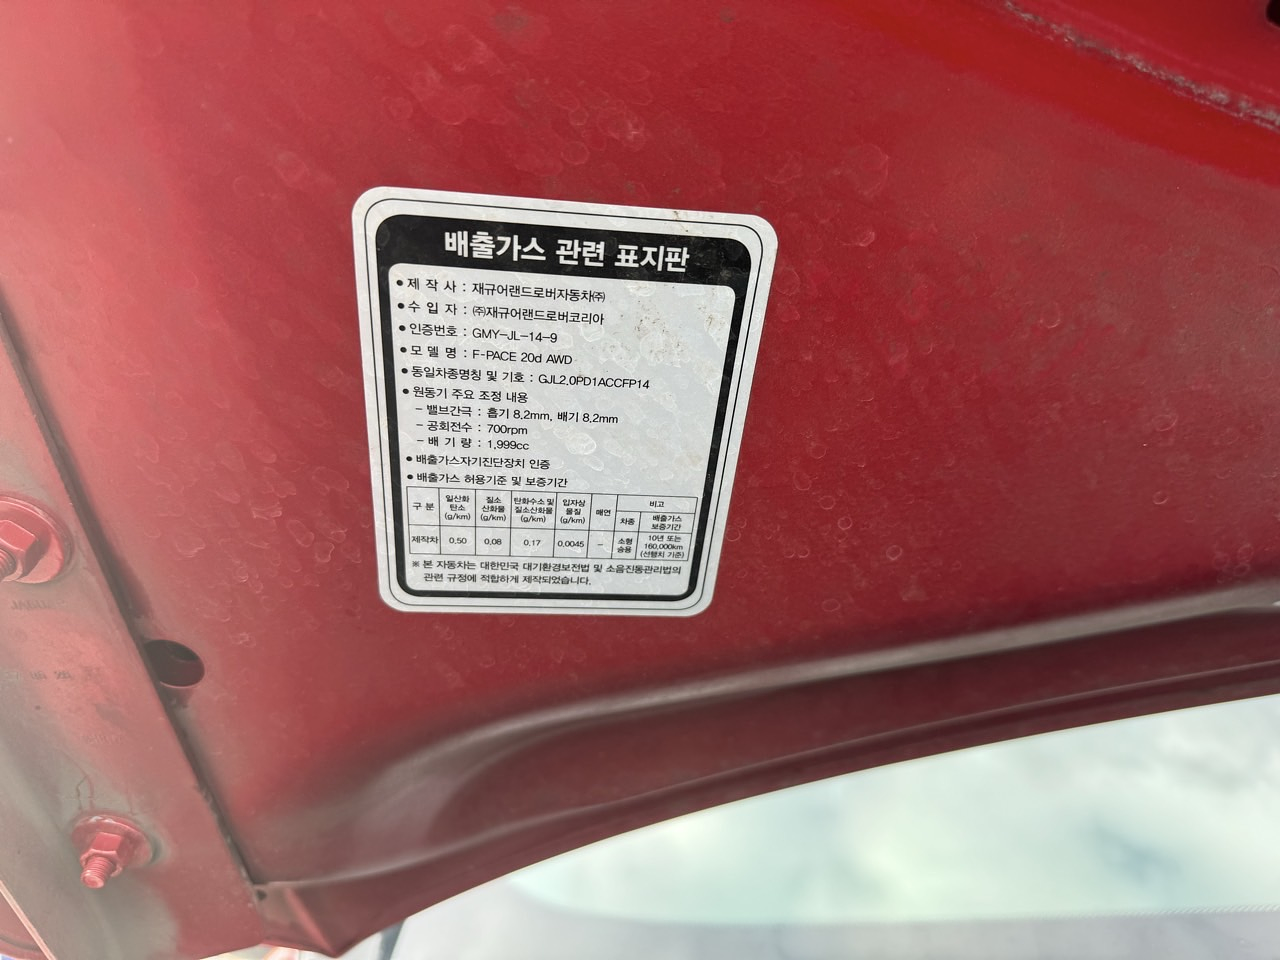 배출가스 관련 표지판
• 제 작 사 : 재규어랜드로버자동차㈜
• 수 입 자 : ㈜재규어랜드로버코리아
• 인증번호 : GMY-JL-14-9
• 모 델 명 : F-PACE 20d AWD
• 동일차종명칭 및 기호 : GJL2.0PD1ACCFP14
• 원동기 주요 조정 내용
- 밸브간극 : 흡기 8.2mm, 배기 8.2mm
- 공회전수 : 700rpm
- 배 기 량 : 1,999cc
• 배출가스자기진단장치 인증
• 배출가스 허용기준 및 보증기간
구 분 일산화탄소 (g/km) 질소산화물 (g/km) 탄화수소 및 질소산화물 (g/km) 입자상물질 (g/km) 매연 비고
차종 배출가스 보증기간
제작차 0.50 0.08 0.17 0.0045 - 소형승용 10년 또는 160,000km (선행치 기준)
※ 본 자동차는 대한민국 대기환경보전법 및 소음진동관리법의
관련 규정에 적합하게 제작되었습니다.